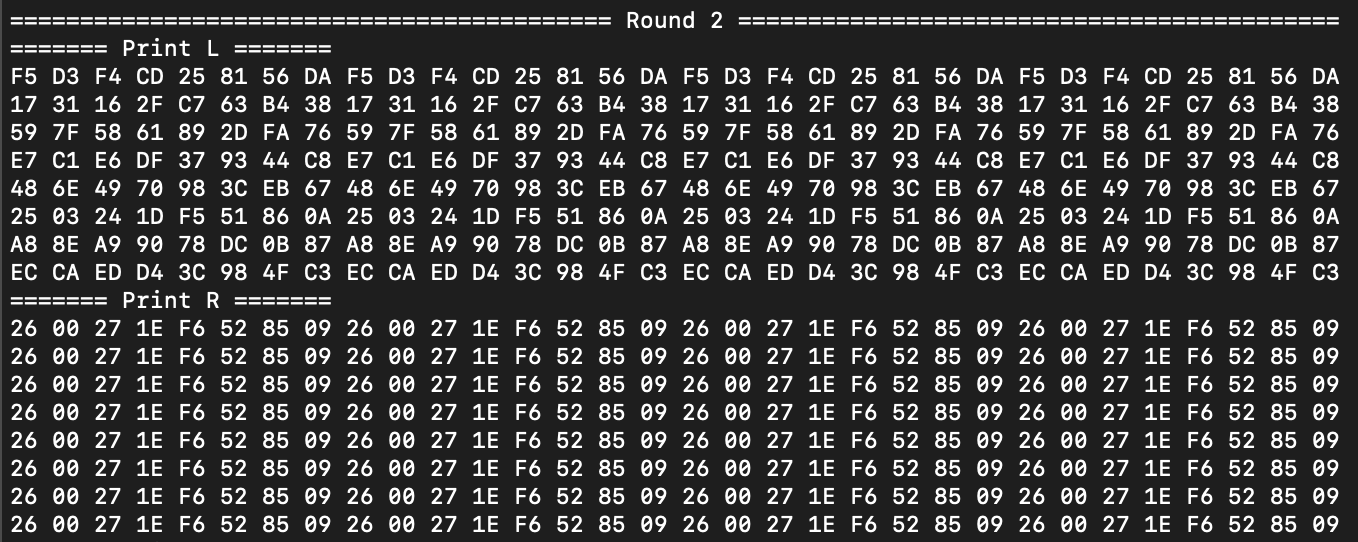 =========================================== Round 2 ===========================================
======= Print L =======
F5 D3 F4 CD 25 81 56 DA F5 D3 F4 CD 25 81 56 DA F5 D3 F4 CD 25 81 56 DA F5 D3 F4 CD 25 81 56 DA
17 31 16 2F C7 63 B4 38 17 31 16 2F C7 63 B4 38 17 31 16 2F C7 63 B4 38 17 31 16 2F C7 63 B4 38
59 7F 58 61 89 2D FA 76 59 7F 58 61 89 2D FA 76 59 7F 58 61 89 2D FA 76 59 7F 58 61 89 2D FA 76
E7 C1 E6 DF 37 93 44 C8 E7 C1 E6 DF 37 93 44 C8 E7 C1 E6 DF 37 93 44 C8 E7 C1 E6 DF 37 93 44 C8
48 6E 49 70 98 3C EB 67 48 6E 49 70 98 3C EB 67 48 6E 49 70 98 3C EB 67 48 6E 49 70 98 3C EB 67
25 03 24 1D F5 51 86 0A 25 03 24 1D F5 51 86 0A 25 03 24 1D F5 51 86 0A 25 03 24 1D F5 51 86 0A
A8 8E A9 90 78 DC 0B 87 A8 8E A9 90 78 DC 0B 87 A8 8E A9 90 78 DC 0B 87 A8 8E A9 90 78 DC 0B 87
EC CA ED D4 3C 98 4F C3 EC CA ED D4 3C 98 4F C3 EC CA ED D4 3C 98 4F C3 EC CA ED D4 3C 98 4F C3
======= Print R =======
26 00 27 1E F6 52 85 09 26 00 27 1E F6 52 85 09 26 00 27 1E F6 52 85 09 26 00 27 1E F6 52 85 09
26 00 27 1E F6 52 85 09 26 00 27 1E F6 52 85 09 26 00 27 1E F6 52 85 09 26 00 27 1E F6 52 85 09
26 00 27 1E F6 52 85 09 26 00 27 1E F6 52 85 09 26 00 27 1E F6 52 85 09 26 00 27 1E F6 52 85 09
26 00 27 1E F6 52 85 09 26 00 27 1E F6 52 85 09 26 00 27 1E F6 52 85 09 26 00 27 1E F6 52 85 09
26 00 27 1E F6 52 85 09 26 00 27 1E F6 52 85 09 26 00 27 1E F6 52 85 09 26 00 27 1E F6 52 85 09
26 00 27 1E F6 52 85 09 26 00 27 1E F6 52 85 09 26 00 27 1E F6 52 85 09 26 00 27 1E F6 52 85 09
26 00 27 1E F6 52 85 09 26 00 27 1E F6 52 85 09 26 00 27 1E F6 52 85 09 26 00 27 1E F6 52 85 09
26 00 27 1E F6 52 85 09 26 00 27 1E F6 52 85 09 26 00 27 1E F6 52 85 09 26 00 27 1E F6 52 85 09